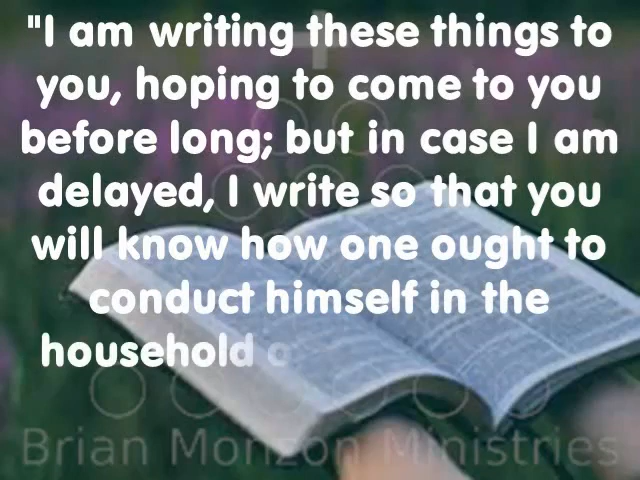 "I am writing these things to
you, hoping to come to you
before long; but in case I am
delayed, I write so that you
will know how one ought to
conduct himself in the
household
Brian Monzon Ministries